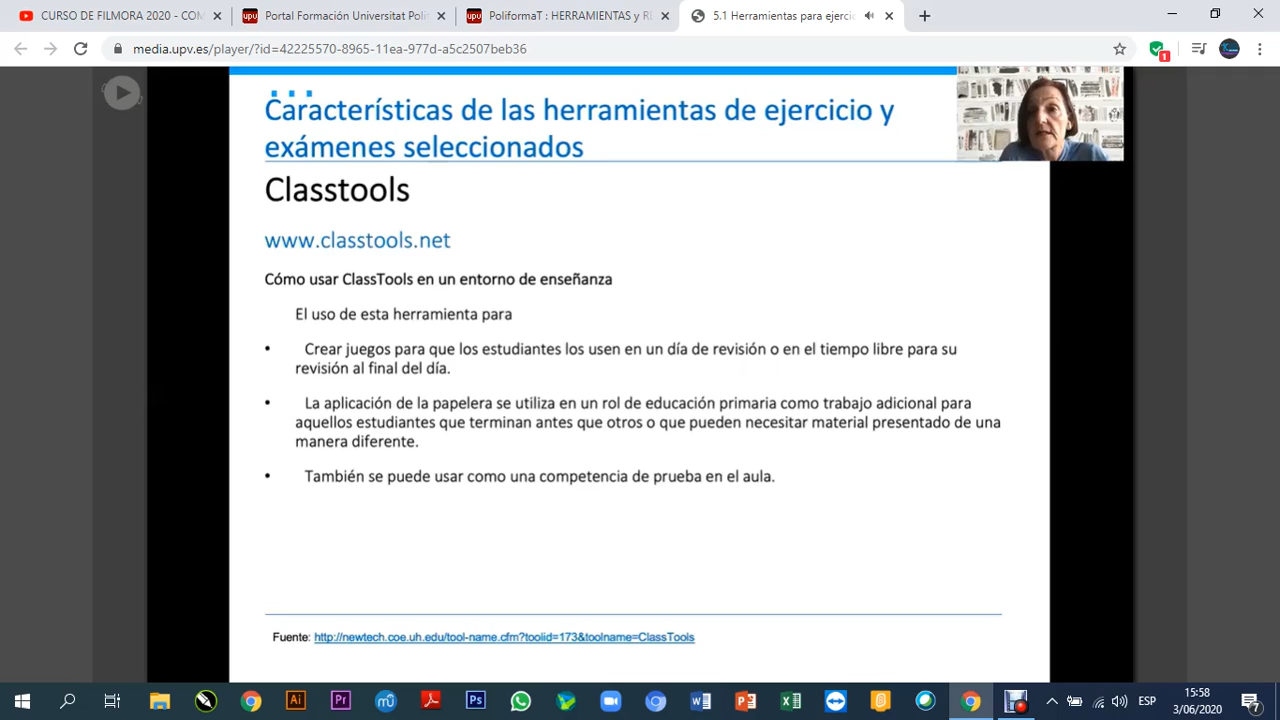 CURSO DE FILMORA 2020 - COM
Portal Formación Universitat Polit
PoliformaT : HERRAMIENTAS y RE
5.1 Herramientas para ejercic
media.upv.es/player/?id=42225570-8965-11ea-977d-a5c2507beb36
1
Características de las herramientas de ejercicio y
exámenes seleccionados
Classtools
www.classtools.net
Cómo usar ClassTools en un entorno de enseñanza
El uso de esta herramienta para
• Crear juegos para que los estudiantes los usen en un día de revisión o en el tiempo libre para su
revisión al final del día.
• La aplicación de la papelera se utiliza en un rol de educación primaria como trabajo adicional para
aquellos estudiantes que terminan antes que otros o que pueden necesitar material presentado de una
manera diferente.
• También se puede usar como una competencia de prueba en el aula.
Fuente: http://newtech.coe.uh.edu/tool-name.cfm?toolid=173&toolname=ClassTools
ESP
15:58
3/06/2020
7